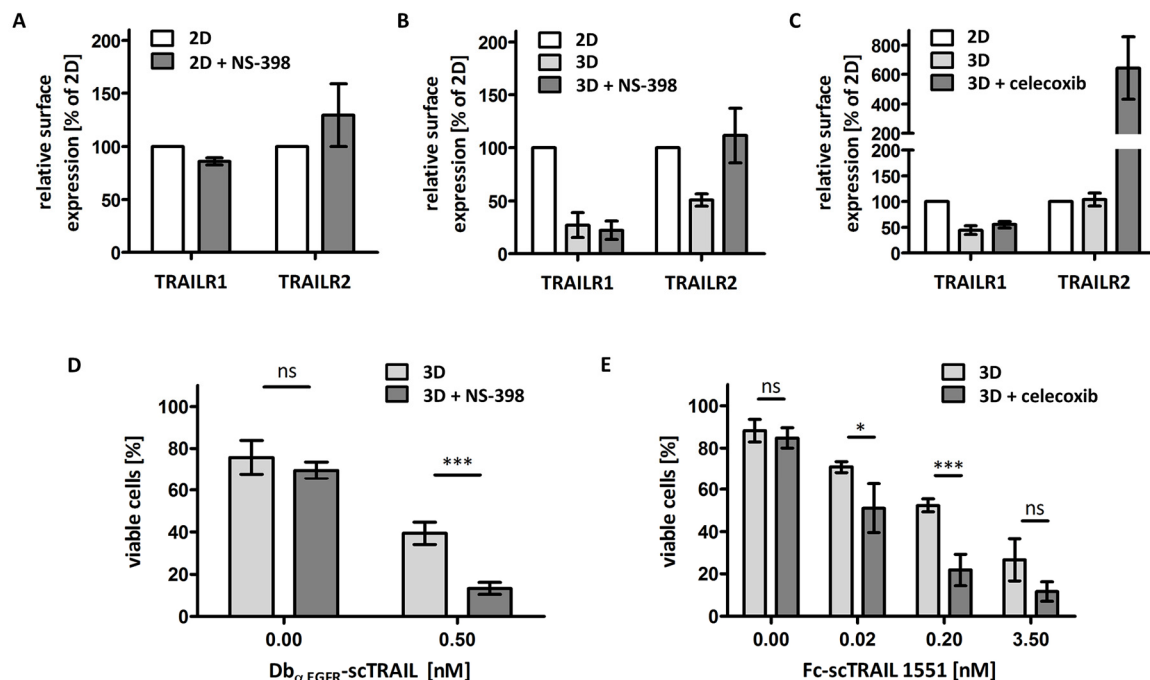 A
2D
2D + NS-398
relative surface
expression [% of 2D]
200
150
100
50
0
TRAILR1
TRAILR2
B
2D
3D
3D + NS-398
relative surface
expression [% of 2D]
200
150
100
50
0
TRAILR1
TRAILR2
C
2D
3D
3D + celecoxib
relative surface
expression [% of 2D]
800
600
400
200
200
150
100
50
0
TRAILR1
TRAILR2
D
3D
3D + NS-398
ns
***
viable cells [%]
100
80
60
40
20
0
0.00
0.50
Dbα EGFR-scTRAIL [nM]
E
3D
3D + celecoxib
ns
*
***
ns
viable cells [%]
100
80
60
40
20
0
0.00
0.02
0.20
3.50
Fc-scTRAIL 1551 [nM]